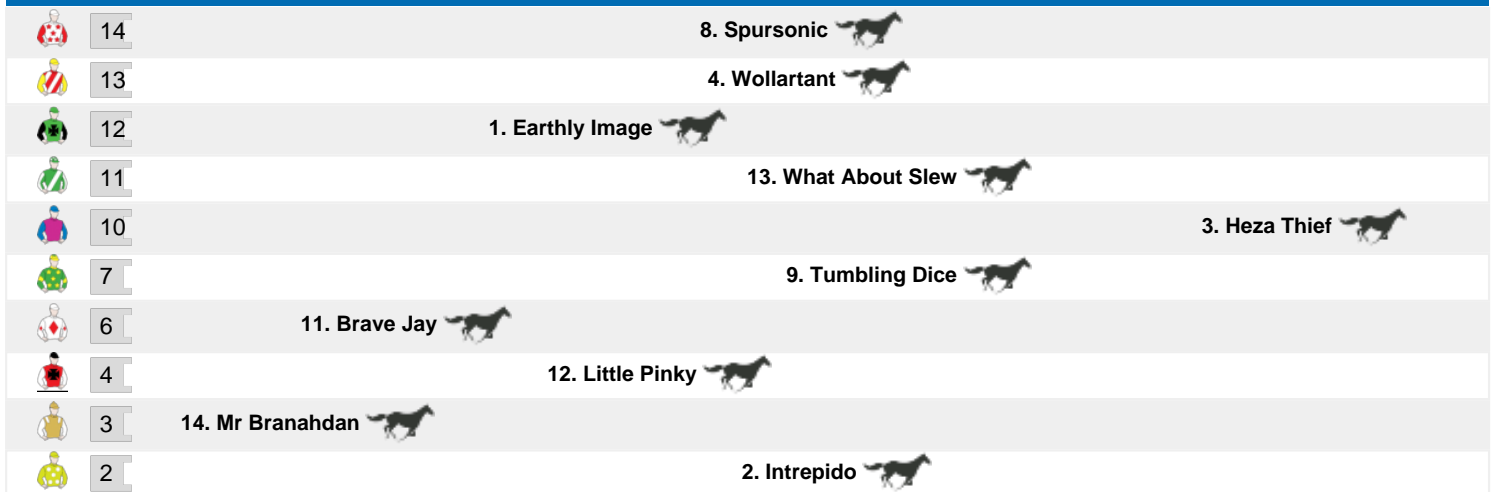 14 8. Spursonic
13 4. Wollartant
12 1. Earthly Image
11 13. What About Slew
10 3. Heza Thief
7 9. Tumbling Dice
6 11. Brave Jay
4 12. Little Pinky
3 14. Mr Branahdan
2 2. Intrepido